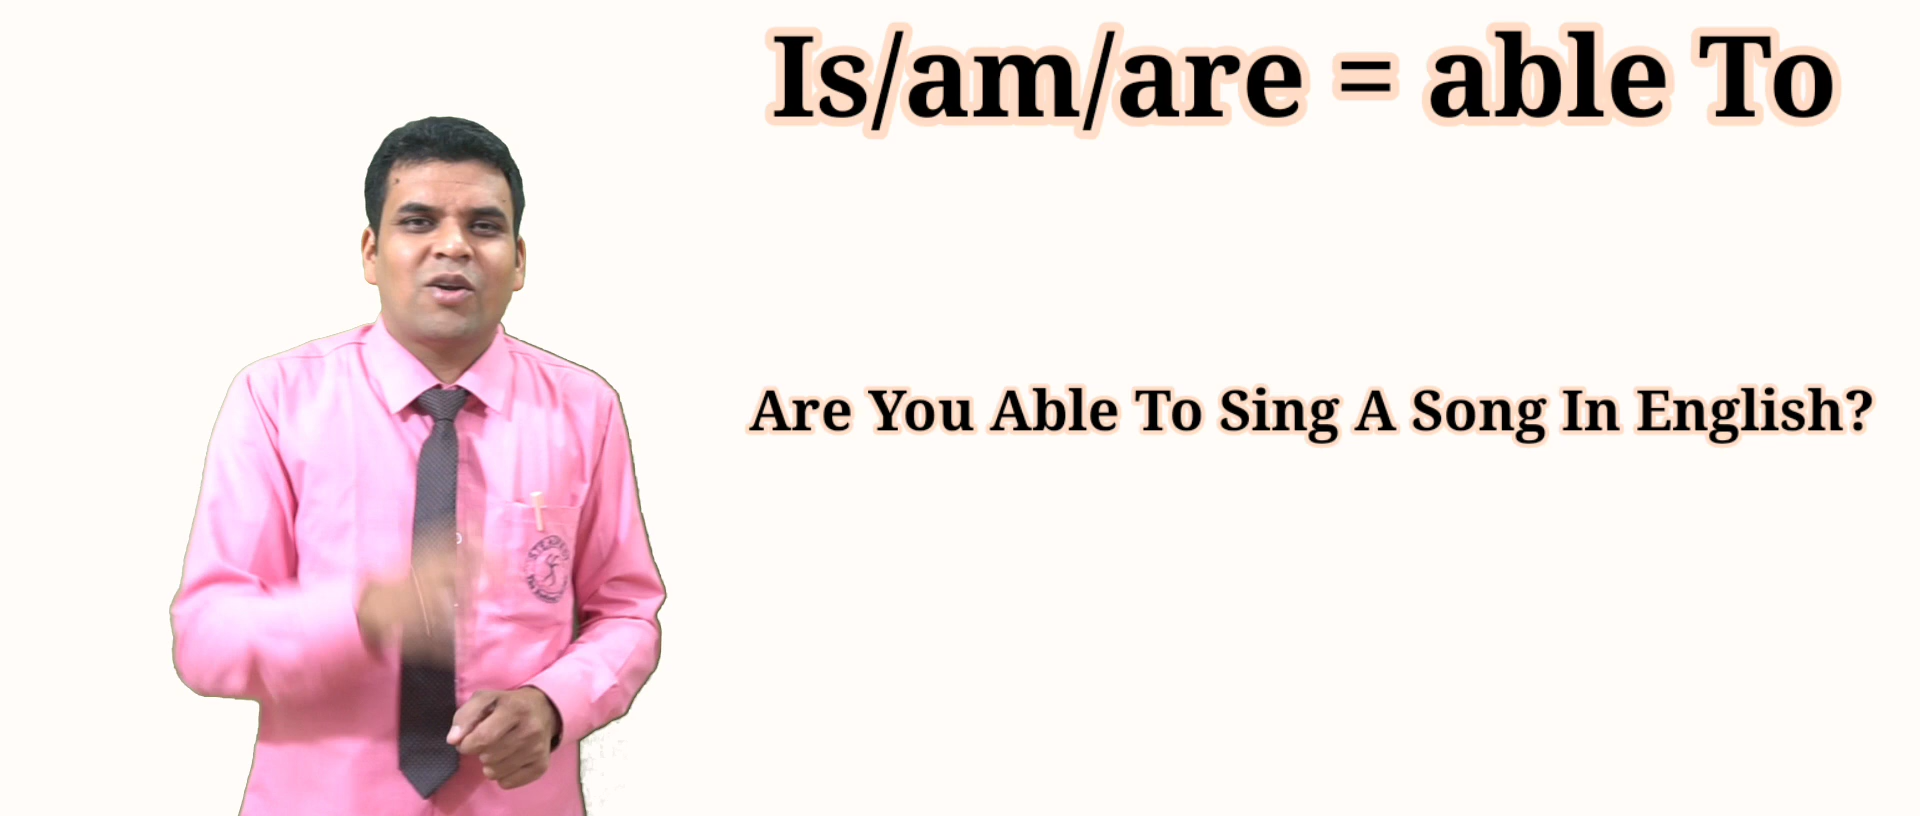 Is/am/are = able To
Are You Able To Sing A Song In English?